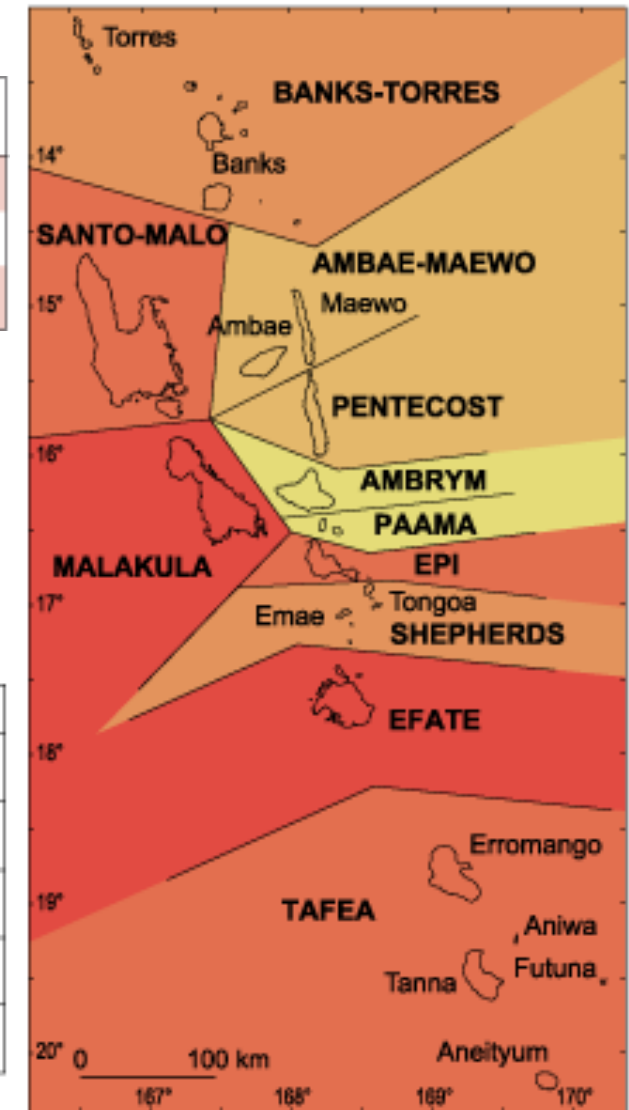 Torres
BANKS-TORRES
14°
Banks
SANTO-MALO
AMBAE-MAEWO
15°
Maewo
Ambae
PENTECOST
16°
AMBRYM
PAAMA
MALAKULA
EPI
17°
Tongoa
Emae
SHEPHERDS
EFATE
18°
Erromango
19°
TAFEA
Aniwa
Futuna
Tanna
20°
0 100 km
Aneityum
167° 168° 169° 170°